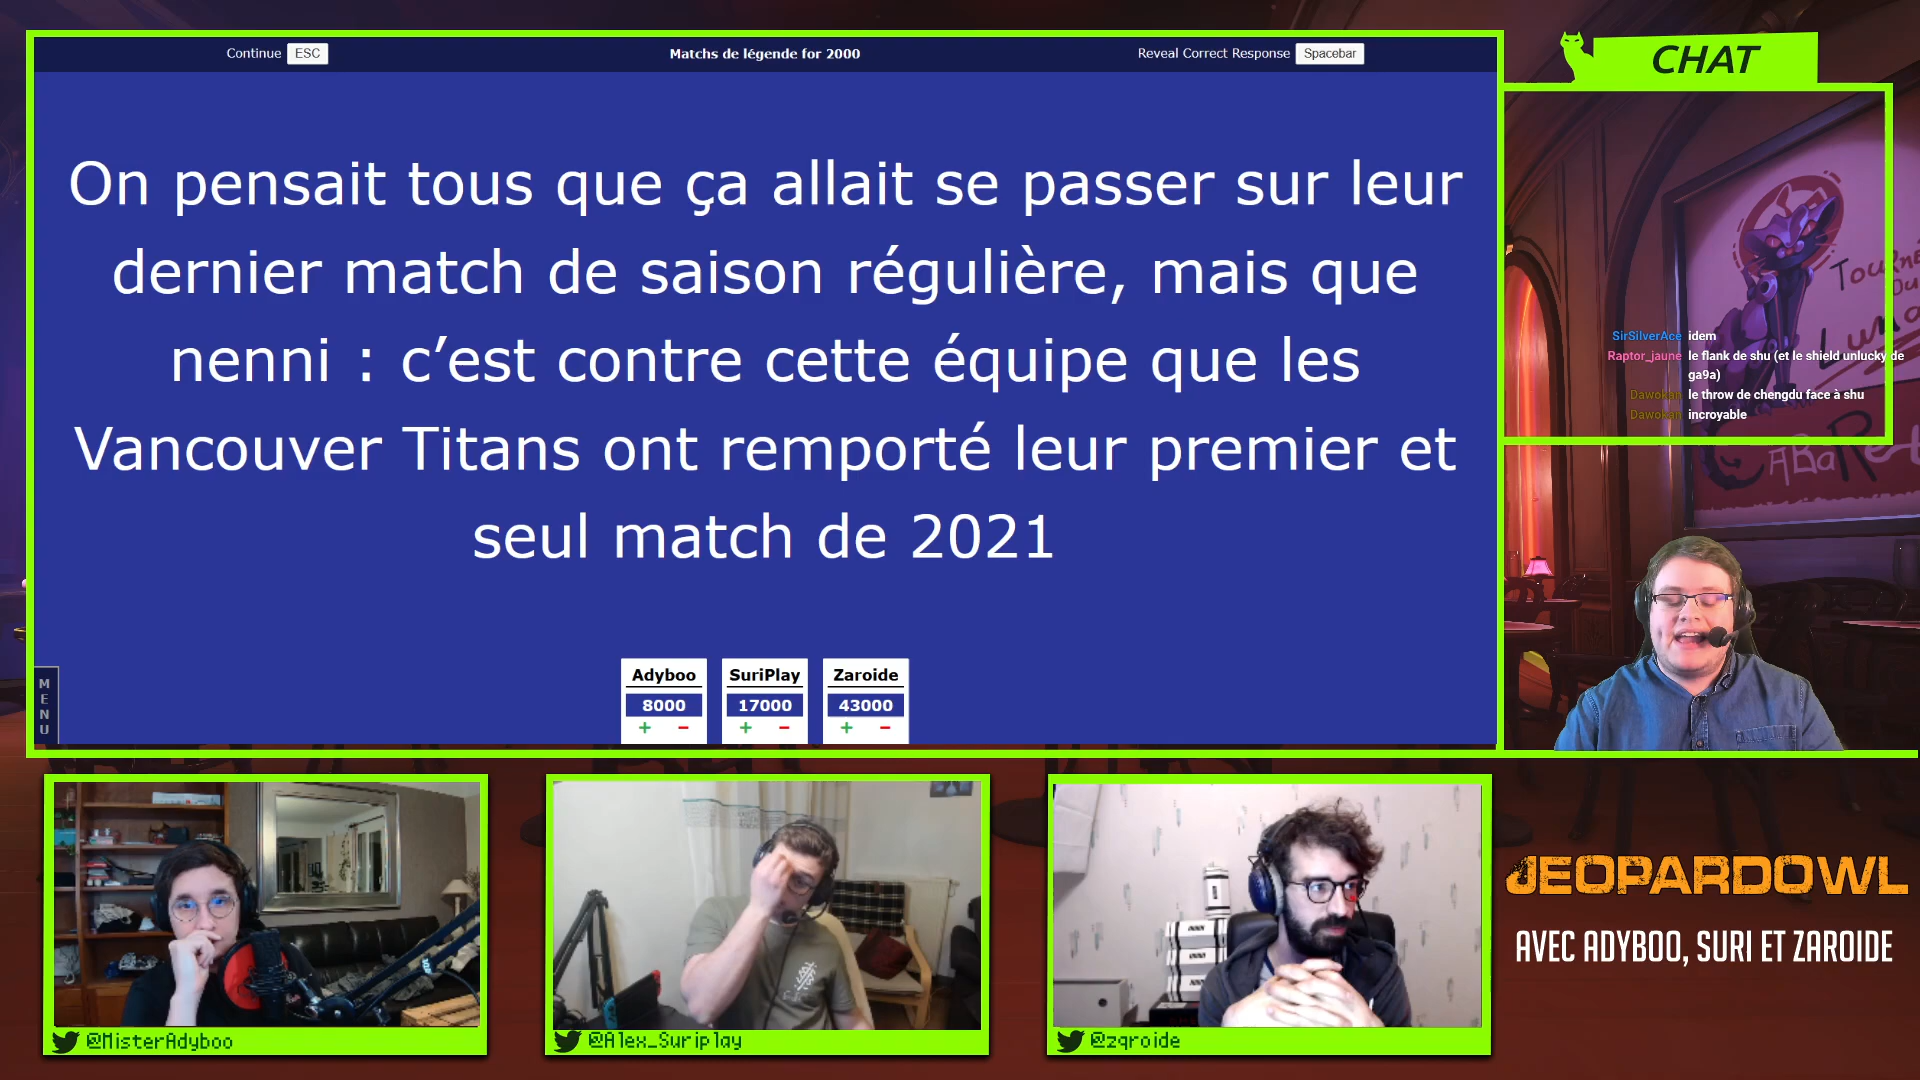 Continue ESC
Matchs de légende for 2000
Reveal Correct Response Spacebar
CHAT
On pensait tous que ça allait se passer sur leur
dernier match de saison régulière, mais que
nenni : c’est contre cette équipe que les
Vancouver Titans ont remporté leur premier et
seul match de 2021
SirSilverAce idem
Raptor_jaune le flank de shu (et le shield unlucky de
ga9a)
Dawokan le throw de chengdu face à shu
Dawokan incroyable
MENU
Adyboo
8000
+ −
SuriPlay
17000
+ −
Zaroide
43000
+ −
CABaRet
@MisterAdyboo
@Alex_Suriplay
@zqroide
JEOPARDOWL
AVEC ADYBOO, SURI ET ZAROIDE